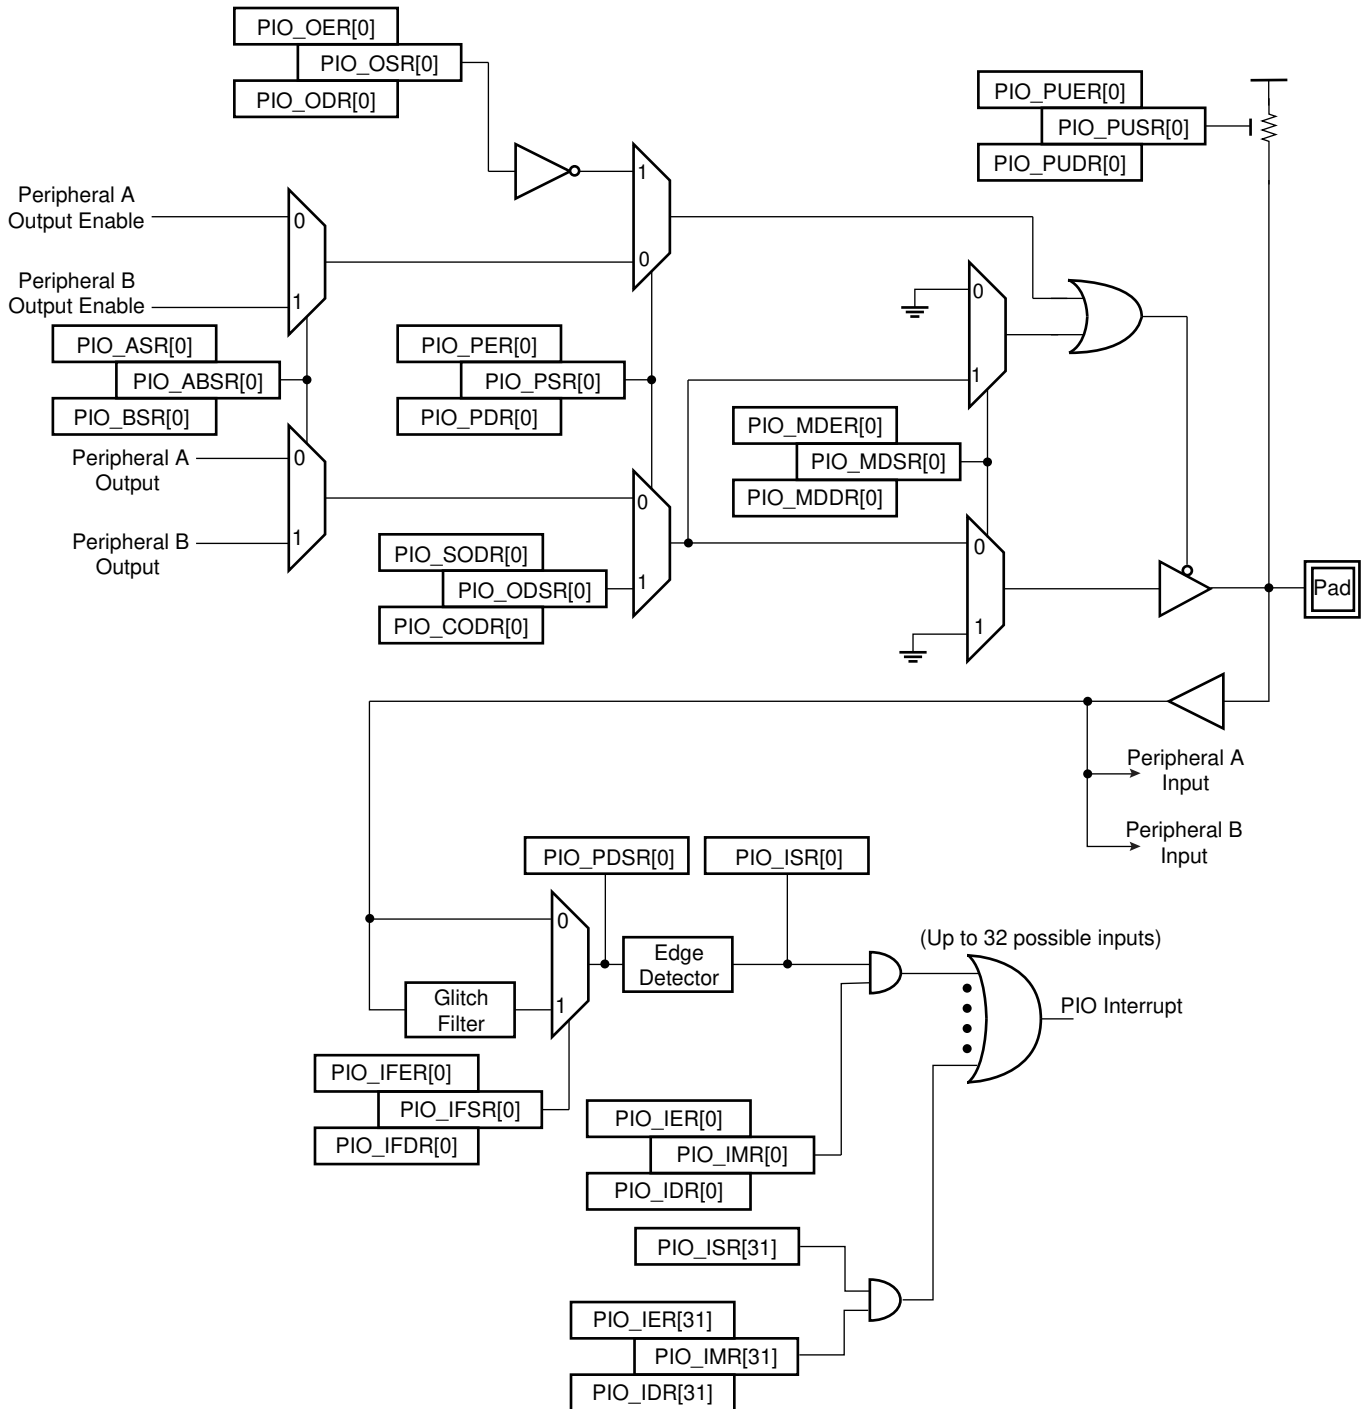 PIO_OER[0]
PIO_OSR[0]
PIO_ODR[0]
PIO_PUER[0]
PIO_PUSR[0]
PIO_PUDR[0]
1
0
Peripheral A
Output Enable
0
Peripheral B
Output Enable
1
0
1
PIO_ASR[0]
PIO_ABSR[0]
PIO_BSR[0]
PIO_PER[0]
PIO_PSR[0]
PIO_PDR[0]
PIO_MDER[0]
PIO_MDSR[0]
PIO_MDDR[0]
Peripheral A
Output
0
Peripheral B
Output
1
0
1
PIO_SODR[0]
PIO_ODSR[0]
PIO_CODR[0]
0
1
Pad
Peripheral A
Input
Peripheral B
Input
PIO_PDSR[0]
PIO_ISR[0]
0
1
Edge
Detector
Glitch
Filter
(Up to 32 possible inputs)
PIO Interrupt
PIO_IFER[0]
PIO_IFSR[0]
PIO_IFDR[0]
PIO_IER[0]
PIO_IMR[0]
PIO_IDR[0]
PIO_ISR[31]
PIO_IER[31]
PIO_IMR[31]
PIO_IDR[31]